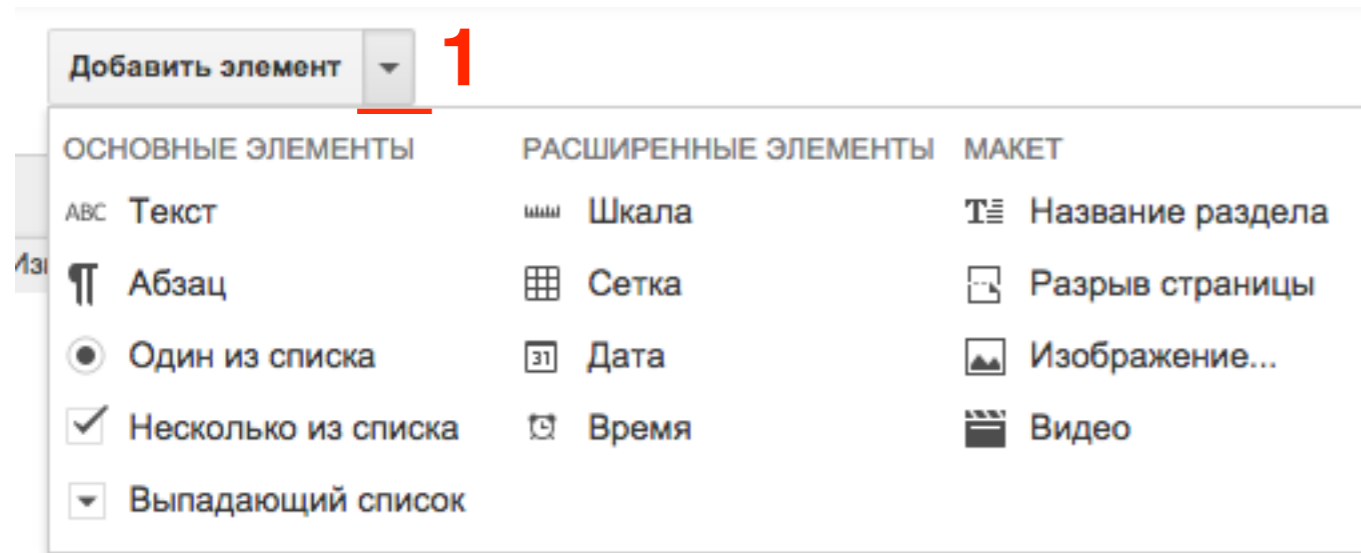 Добавить элемент 1
ОСНОВНЫЕ ЭЛЕМЕНТЫ РАСШИРЕННЫЕ ЭЛЕМЕНТЫ МАКЕТ
ABC Текст Шкала Название раздела
Абзац Сетка Разрыв страницы
Один из списка 31 Дата Изображение...
Несколько из списка Время Видео
Выпадающий список